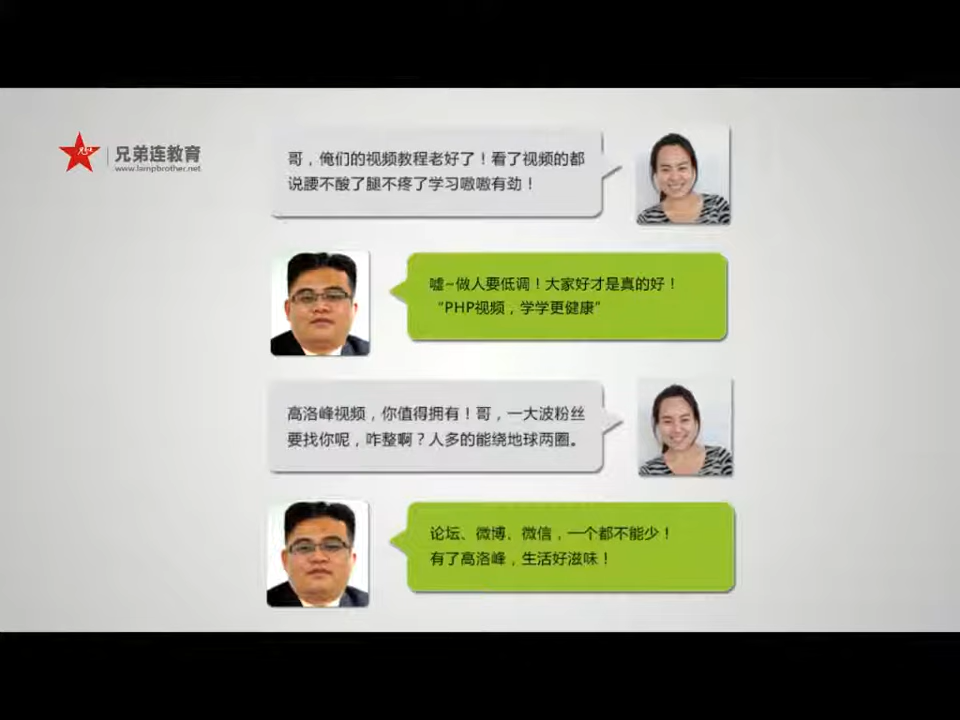 兄弟连教育
www.lampbrother.net
哥，俺们的视频教程老好了！看了视频的都
说腰不酸了腿不疼了学习嗷嗷有劲！
嘘~做人要低调！大家好才是真的好！
“PHP视频，学学更健康”
高洛峰视频，你值得拥有！哥，一大波粉丝
要找你呢，咋整啊？人多的能绕地球两圈。
论坛、微博、微信，一个都不能少！
有了高洛峰，生活好滋味！